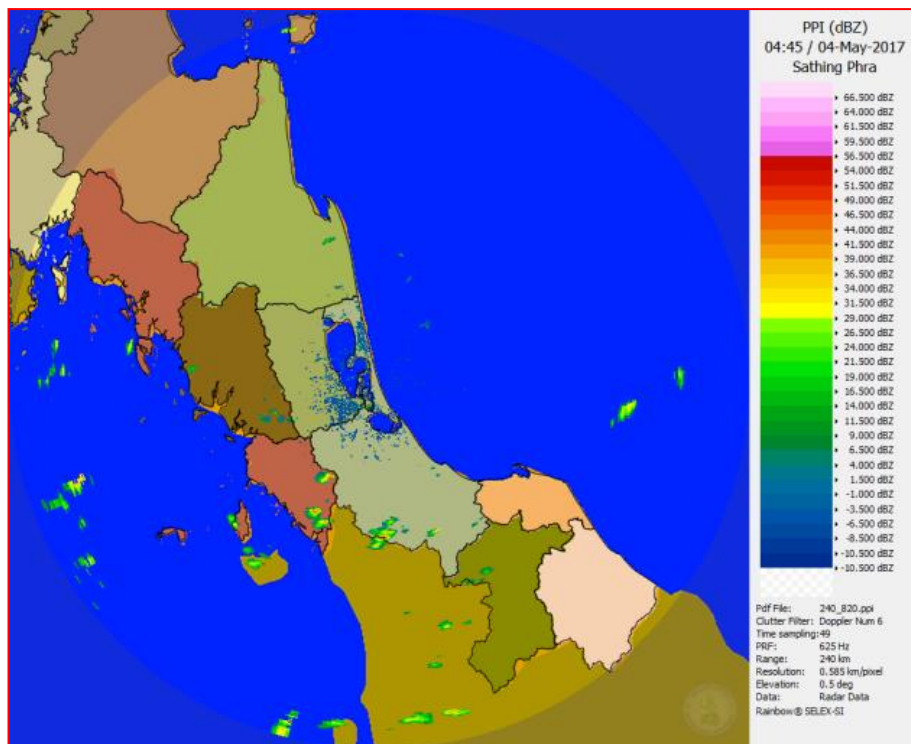 PPI (dBZ)
04:45 / 04-May-2017
Sathing Phra
66.500 dBZ
64.000 dBZ
61.500 dBZ
59.500 dBZ
56.500 dBZ
54.000 dBZ
51.500 dBZ
49.000 dBZ
46.500 dBZ
44.000 dBZ
41.500 dBZ
39.000 dBZ
36.500 dBZ
34.000 dBZ
31.500 dBZ
29.000 dBZ
26.500 dBZ
24.000 dBZ
21.500 dBZ
19.000 dBZ
16.500 dBZ
14.000 dBZ
11.500 dBZ
9.000 dBZ
6.500 dBZ
4.000 dBZ
1.500 dBZ
-1.000 dBZ
-3.500 dBZ
-6.500 dBZ
-8.500 dBZ
-10.500 dBZ
-10.500 dBZ
Pdf File: 240_820.ppi
Clutter Filter: Doppler Num 6
Time sampling:49
PRF: 625 Hz
Range: 240 km
Resolution: 0.585 km/pixel
Elevation: 0.5 deg
Data: Radar Data
Rainbow® SELEX-SI